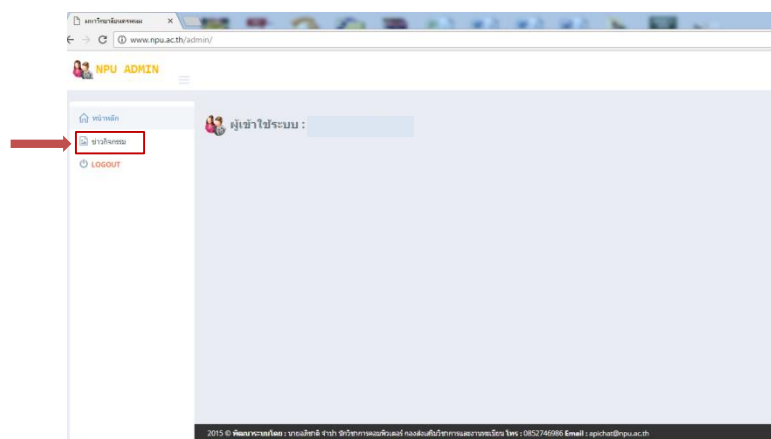 มหาวิทยาลัยนครพนม
www.npu.ac.th/admin/
NPU ADMIN
หน้าหลัก
ผู้เข้าใช้ระบบ :
ข่าวกิจกรรม
LOGOUT
2015 © พัฒนาระบบโดย : นายอภิชาติ จำปา นักวิชาการคอมพิวเตอร์ กองส่งเสริมวิชาการและงานทะเบียน โทร : 0852746986 Email : apichat@npu.ac.th